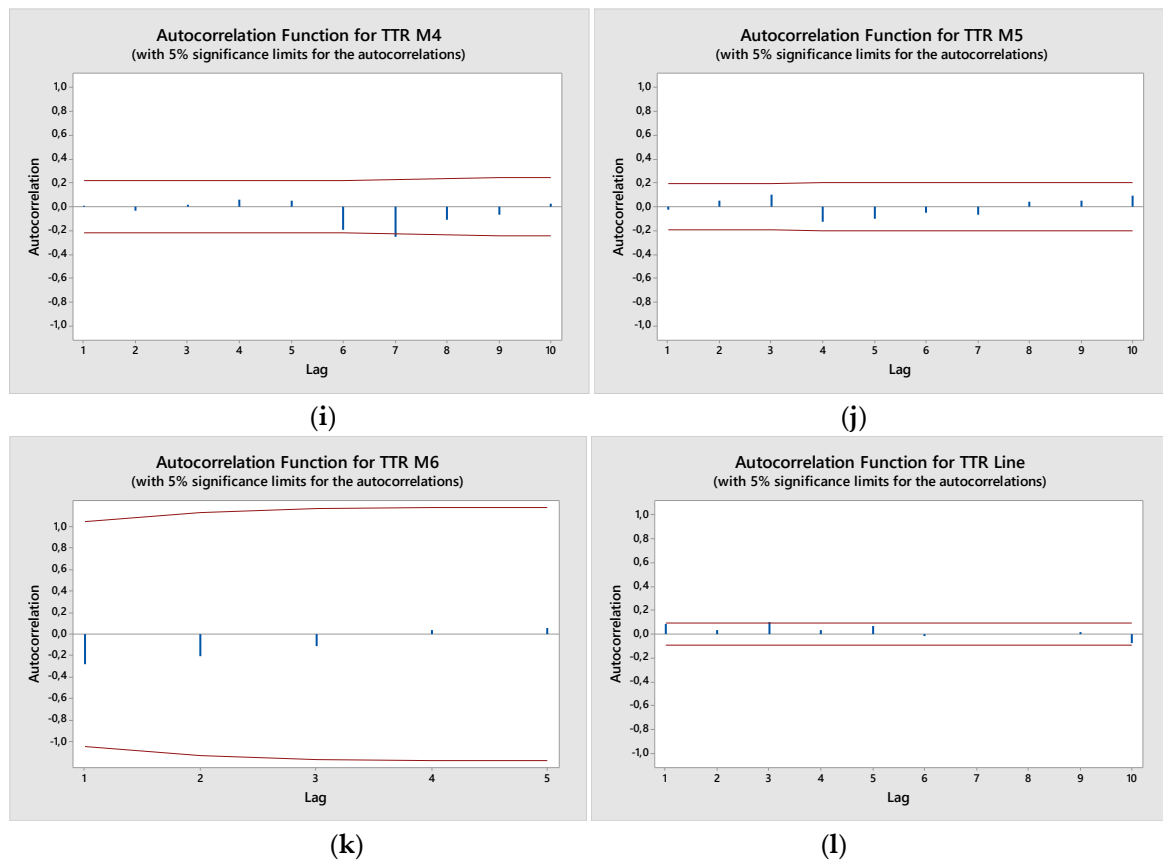 Autocorrelation Function for TTR M4
(with 5% significance limits for the autocorrelations)
1,0
0,8
0,6
0,4
0,2
0,0
-0,2
-0,4
-0,6
-0,8
-1,0
Autocorrelation
1 2 3 4 5 6 7 8 9 10
Lag
(i)
Autocorrelation Function for TTR M5
(with 5% significance limits for the autocorrelations)
1,0
0,8
0,6
0,4
0,2
0,0
-0,2
-0,4
-0,6
-0,8
-1,0
Autocorrelation
1 2 3 4 5 6 7 8 9 10
Lag
(j)
Autocorrelation Function for TTR M6
(with 5% significance limits for the autocorrelations)
1,0
0,8
0,6
0,4
0,2
0,0
-0,2
-0,4
-0,6
-0,8
-1,0
Autocorrelation
1 2 3 4 5
Lag
(k)
Autocorrelation Function for TTR Line
(with 5% significance limits for the autocorrelations)
1,0
0,8
0,6
0,4
0,2
0,0
-0,2
-0,4
-0,6
-0,8
-1,0
Autocorrelation
1 2 3 4 5 6 7 8 9 10
Lag
(l)